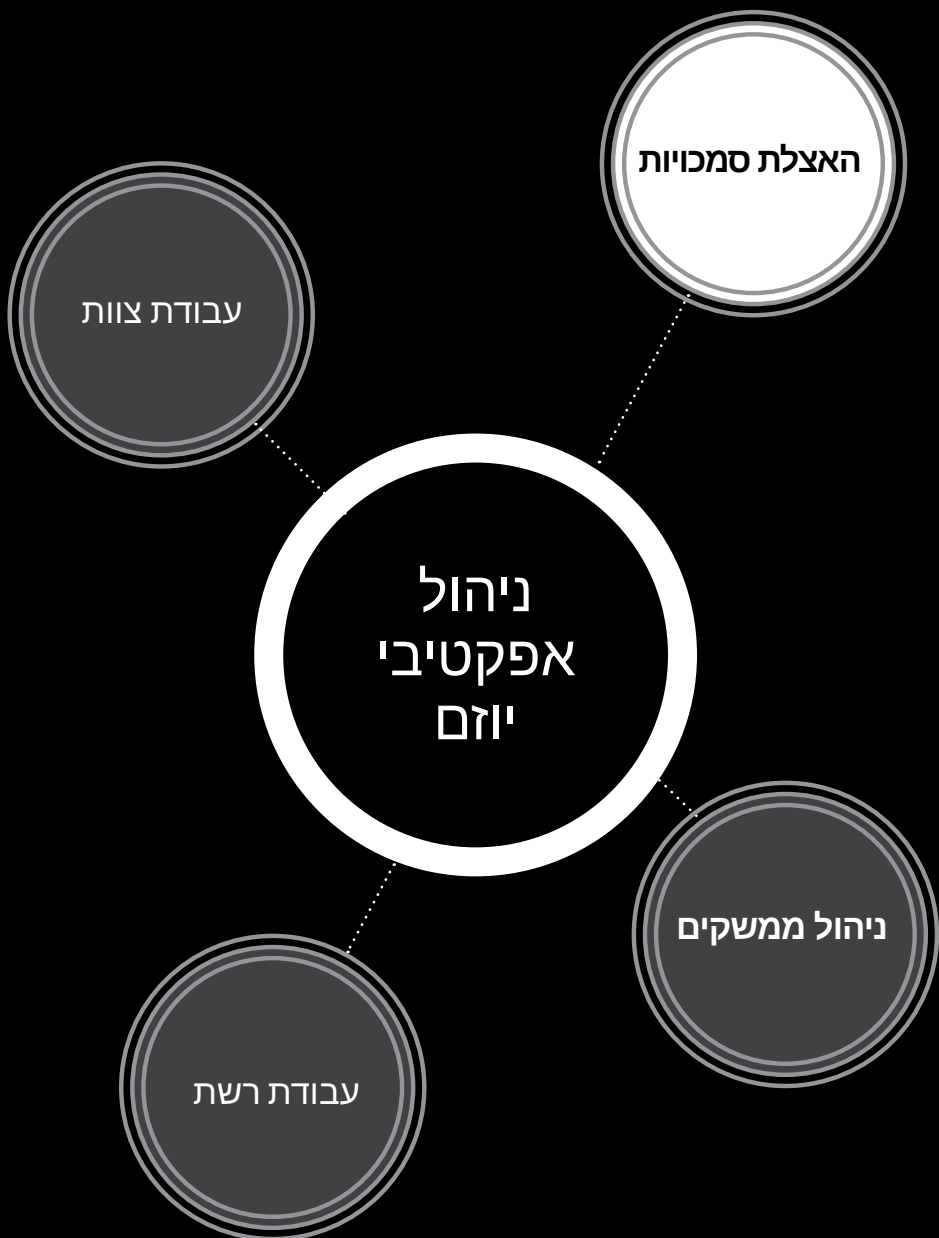 האצלת סמכויות
עבודת צוות
ניהול
אפקטיבי
יוזם
ניהול ממשקים
עבודת רשת